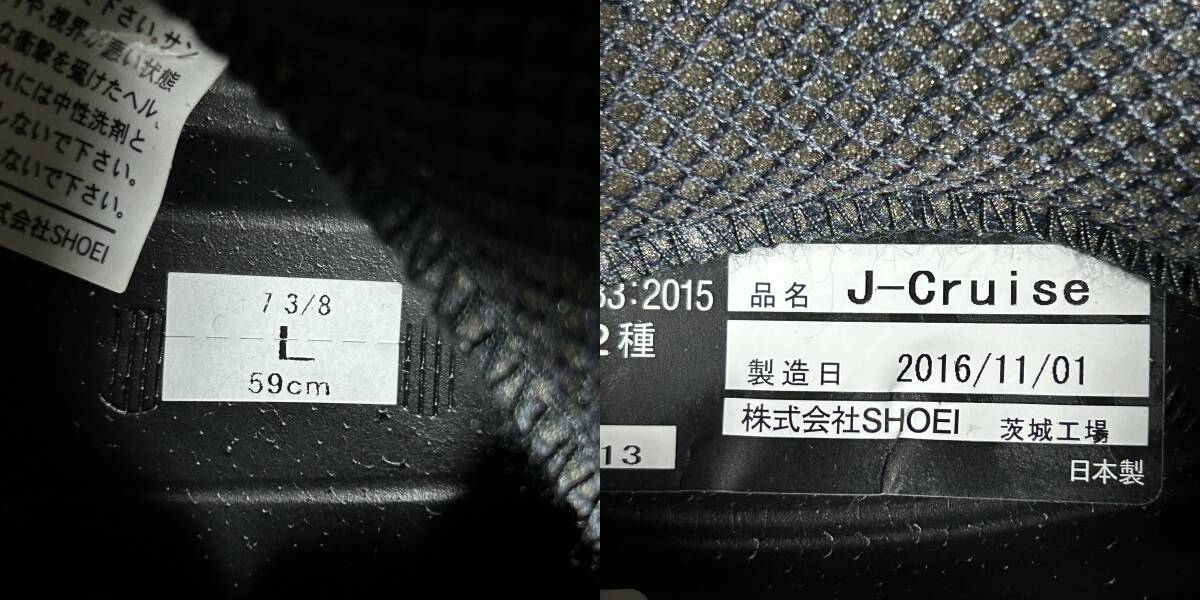 下さい。サン
や、視界が悪い状態
な衝撃を受けたヘル
れには中性洗剤と
しないで下さい。
ないで下さい。
式会社SHOEI
7 3/8
L
59cm
33:2015
2種
13
品名 J-Cruise
製造日 2016/11/01
株式会社SHOEI 茨城工場
日本製